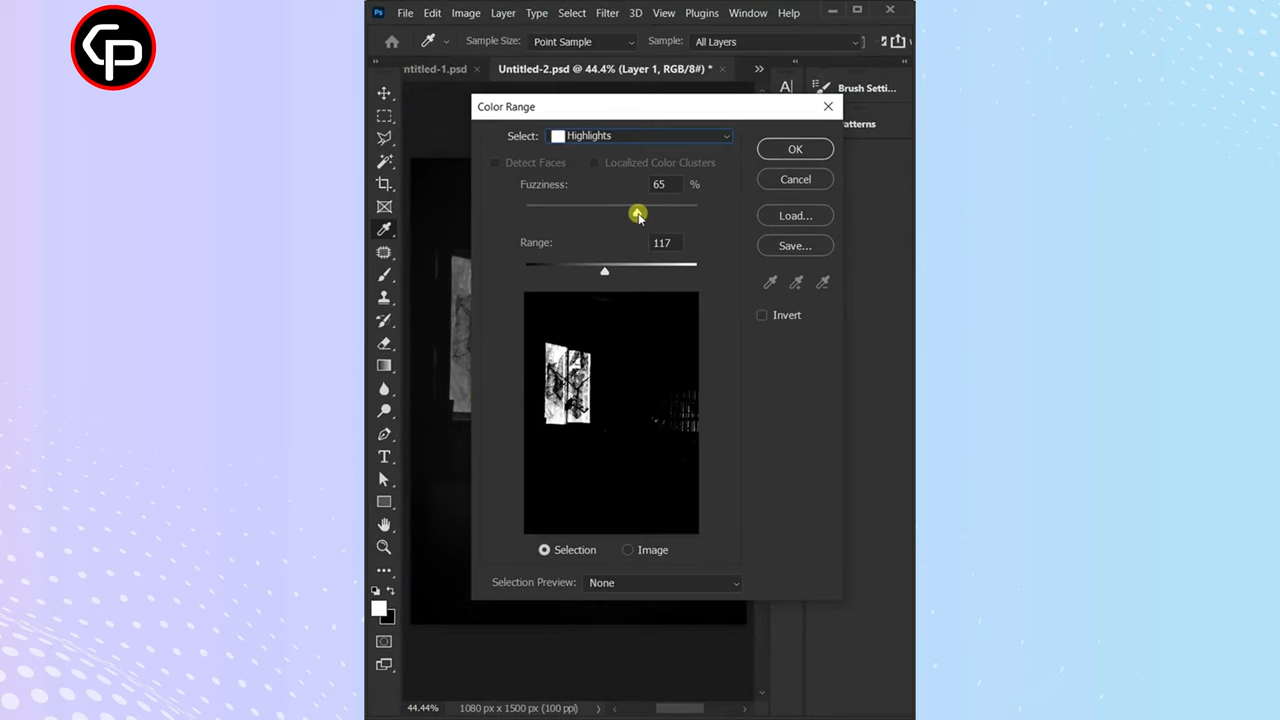 CP
Ps File Edit Image Layer Type Select Filter 3D View Plugins Window Help
Sample Size: Point Sample Sample: All Layers
ntitled-1.psd × Untitled-2.psd @ 44.4% (Layer 1, RGB/8#) * × »
A Brush Setti...
atterns
Color Range
Select: Highlights
Detect Faces Localized Color Clusters
Fuzziness: 65 %
Range: 117
OK
Cancel
Load...
Save...
Invert
Selection Image
Selection Preview: None
T
44.44% 1080 px x 1500 px (100 ppi)